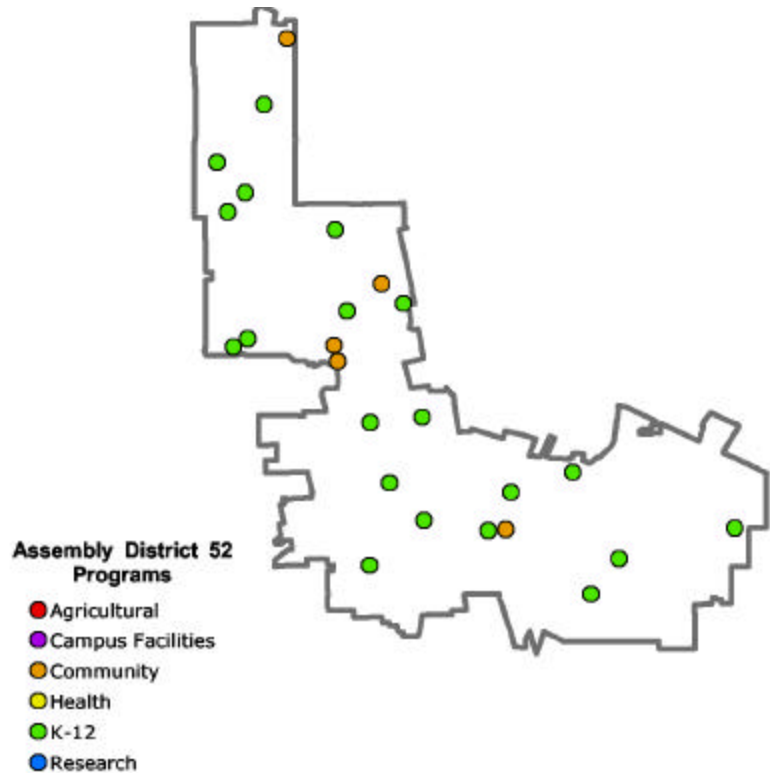 Assembly District 52
Programs
Agricultural
Campus Facilities
Community
Health
K-12
Research